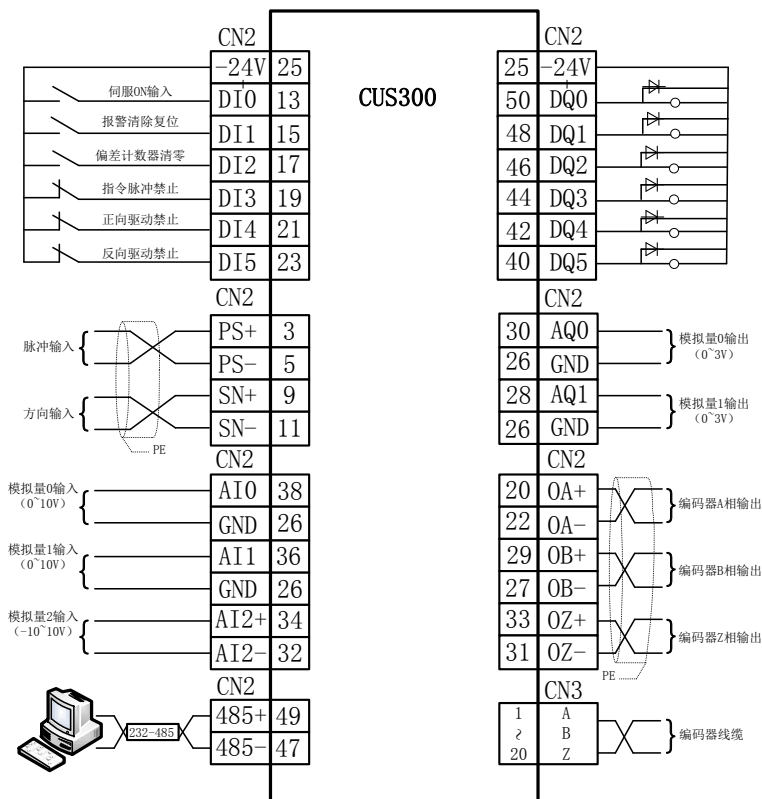 CUS300
CN2
-24V 25
伺服ON输入 DI0 13
报警清除复位 DI1 15
偏差计数器清零 DI2 17
指令脉冲禁止 DI3 19
正向驱动禁止 DI4 21
反向驱动禁止 DI5 23
CN2
脉冲输入
PS+ 3
PS- 5
方向输入
SN+ 9
SN- 11
PE
CN2
模拟量0输入
(0~10V)
AI0 38
GND 26
模拟量1输入
(0~10V)
AI1 36
GND 26
模拟量2输入
(-10~10V)
AI2+ 34
AI2- 32
CN2
232-485
485+ 49
485- 47
CN2
25 -24V
50 DQ0
48 DQ1
46 DQ2
44 DQ3
42 DQ4
40 DQ5
CN2
30 AQ0
26 GND
模拟量0输出
(0~3V)
28 AQ1
26 GND
模拟量1输出
(0~3V)
CN2
20 OA+
22 OA-
编码器A相输出
29 OB+
27 OB-
编码器B相输出
33 OZ+
31 OZ-
编码器Z相输出
PE
CN3
1 A
~ B
20 Z
编码器线缆